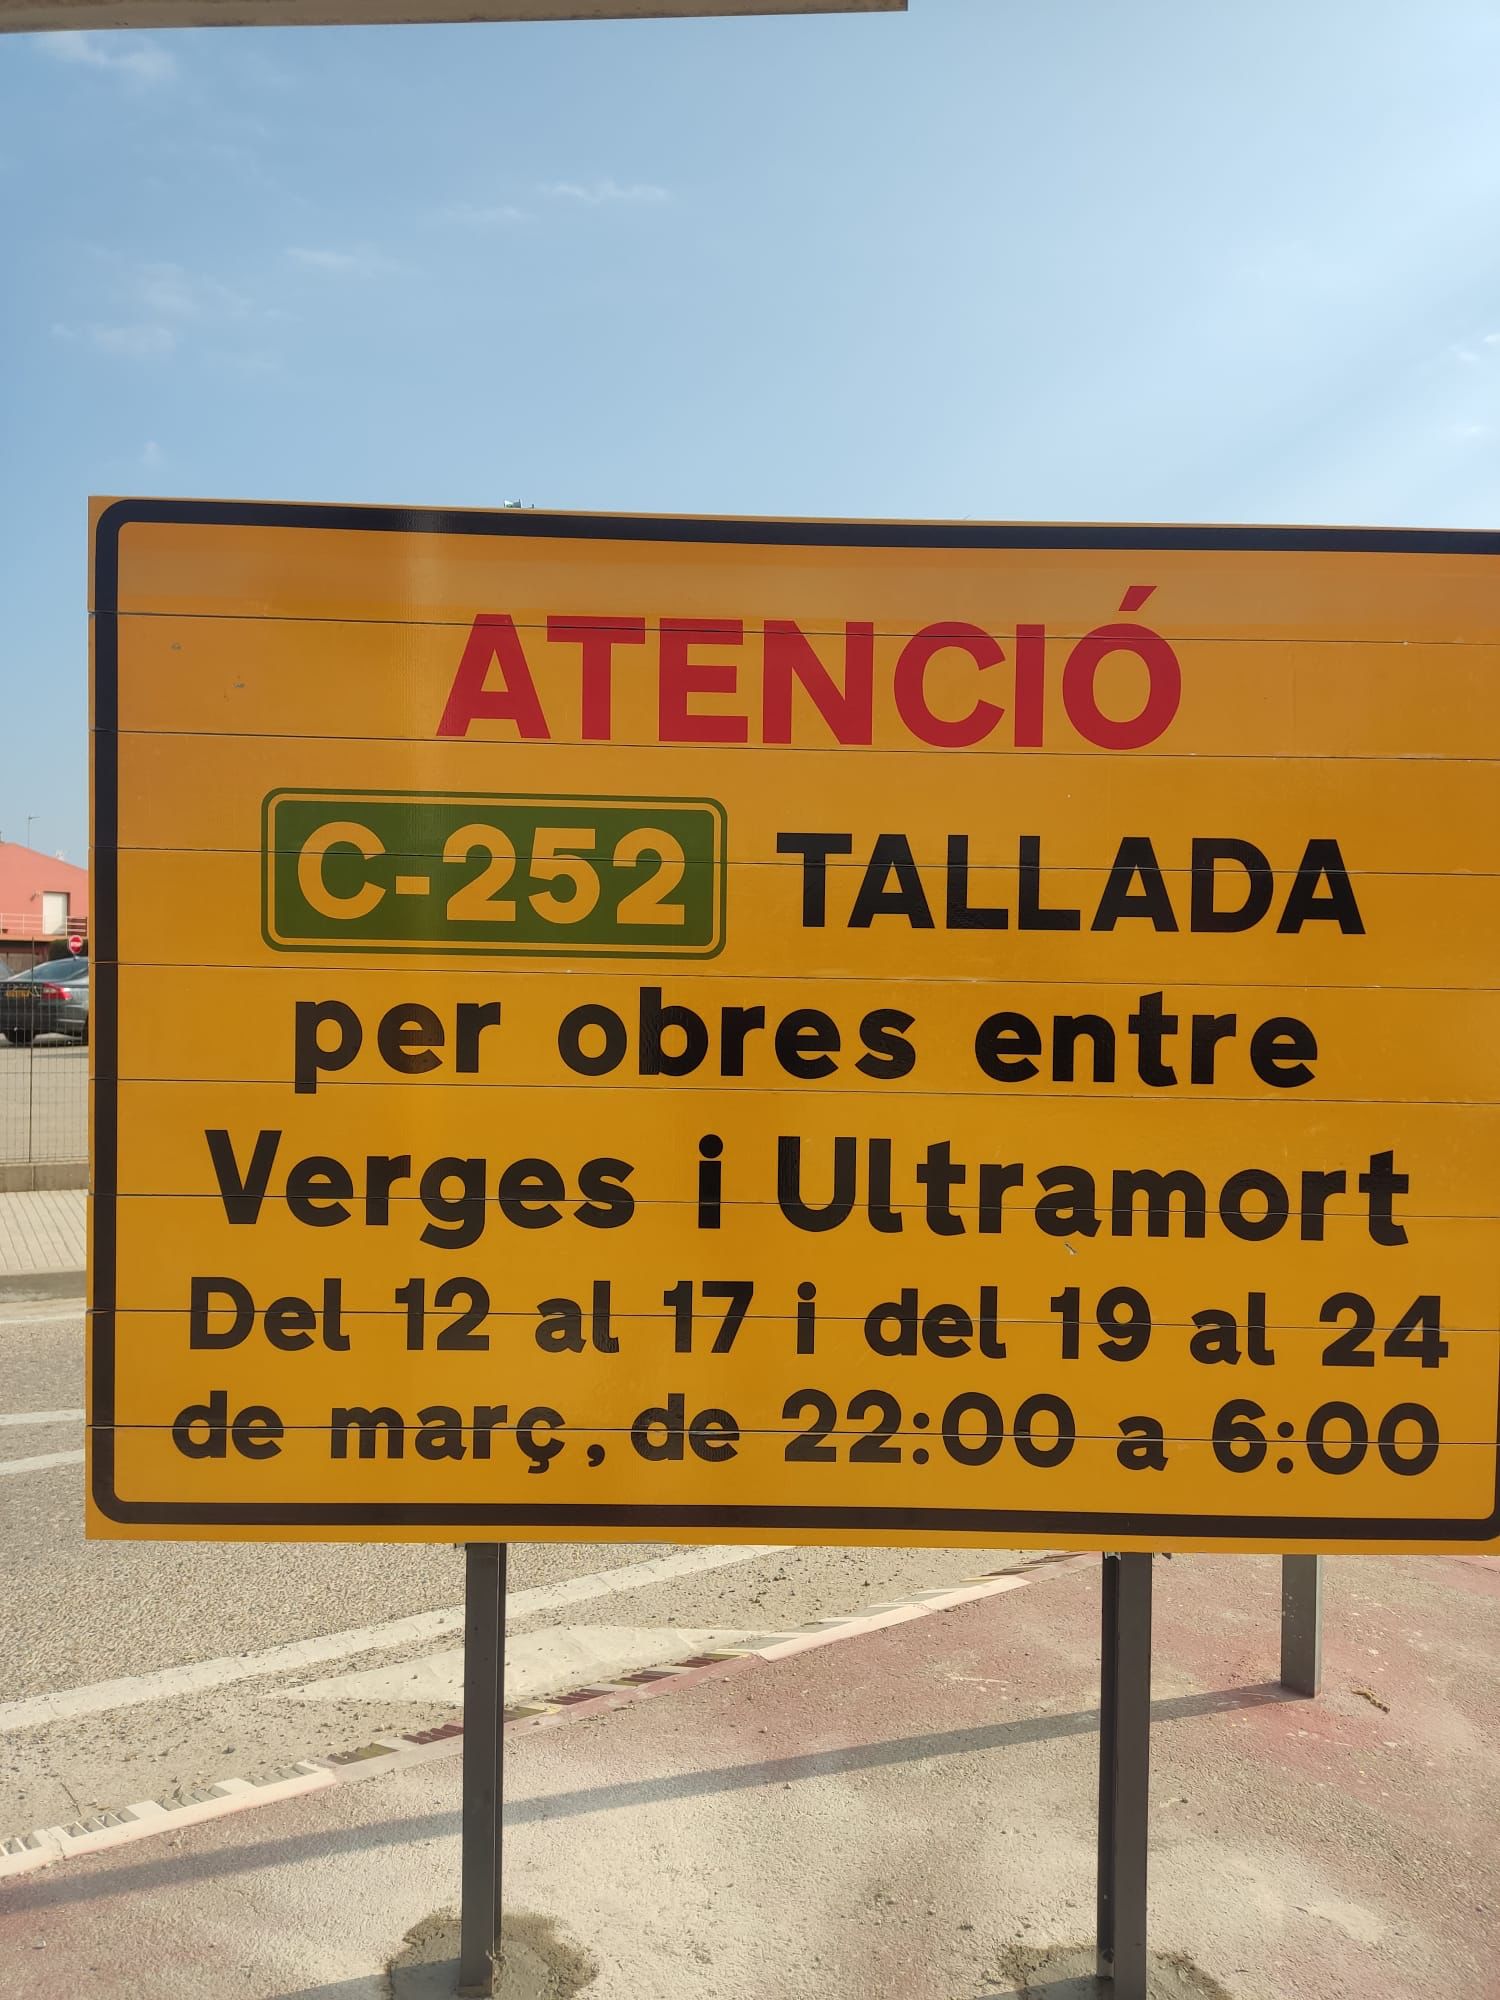 ATENCIÓ
C-252 TALLADA
per obres entre
Verges i Ultramort
Del 12 al 17 i del 19 al 24
de març, de 22:00 a 6:00